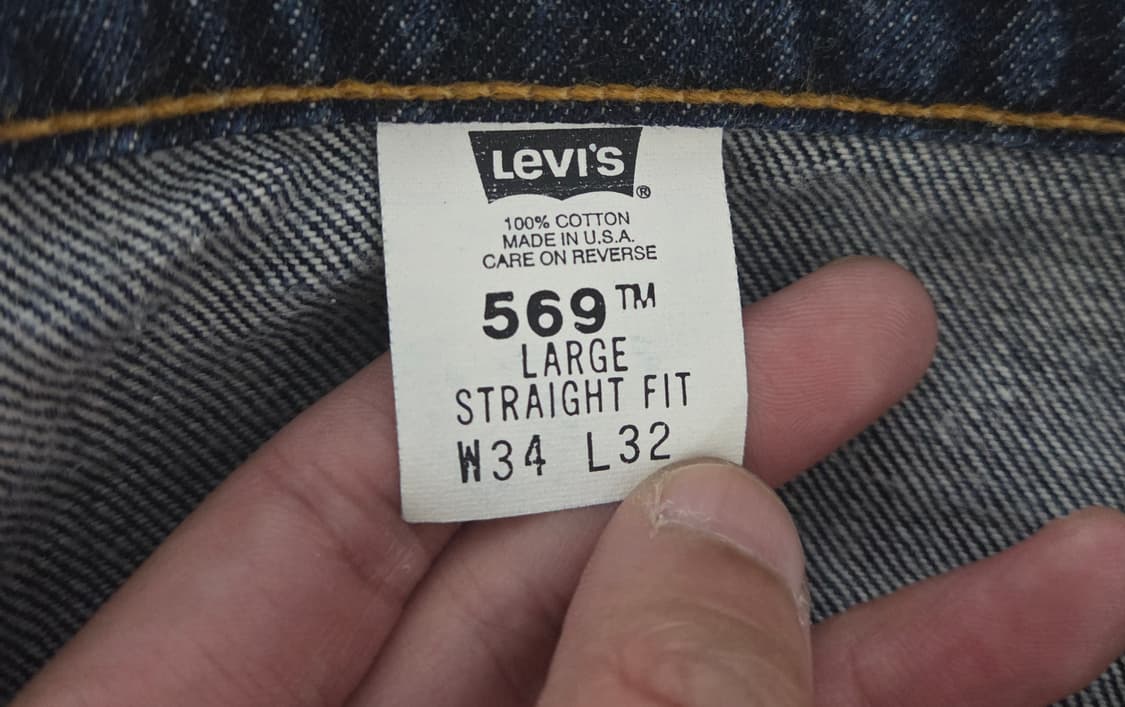 LEVI'S ®
100% COTTON
MADE IN U.S.A.
CARE ON REVERSE
569™
LARGE
STRAIGHT FIT
W34 L32